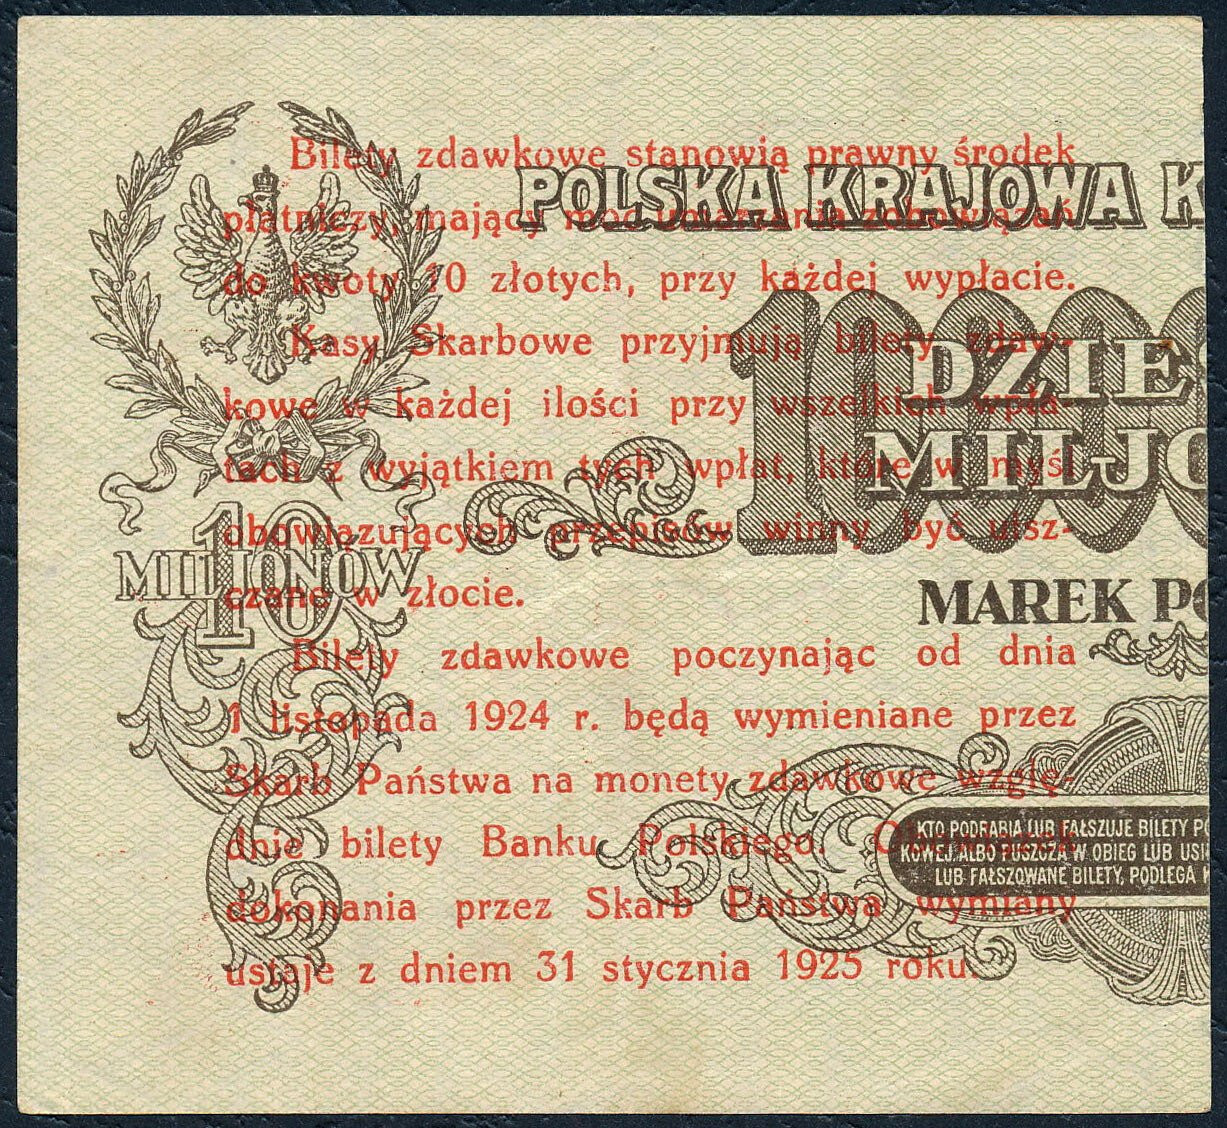 Bilety zdawkowe stanowią prawny środek
płatniczy, mający moc umarzania zobowiązań
do kwoty 10 złotych, przy każdej wypłacie.
Kasy Skarbowe przyjmują bilety zdaw-
kowe w każdej ilości przy wszelkich wpła-
tach z wyjątkiem tych wpłat, które w myśl
obowiązujących przepisów winny być uisz-
czane w złocie.
Bilety zdawkowe poczynając od dnia
1 listopada 1924 r. będą wymieniane przez
Skarb Państwa na monety zdawkowe wzglę-
dnie bilety Banku Polskiego.
dokonania przez Skarb Państwa wymiany
ustaje z dniem 31 stycznia 1925 roku.
POLSKA KRAJOWA K
DZIES
MILJO
MAREK PO
10
MILIONÓW
KTO PODRABIA LUB FAŁSZUJE BILETY PO
KOWEJ, ALBO PUSZCZA W OBIEG LUB USI
LUB FAŁSZOWANE BILETY, PODLEGA K